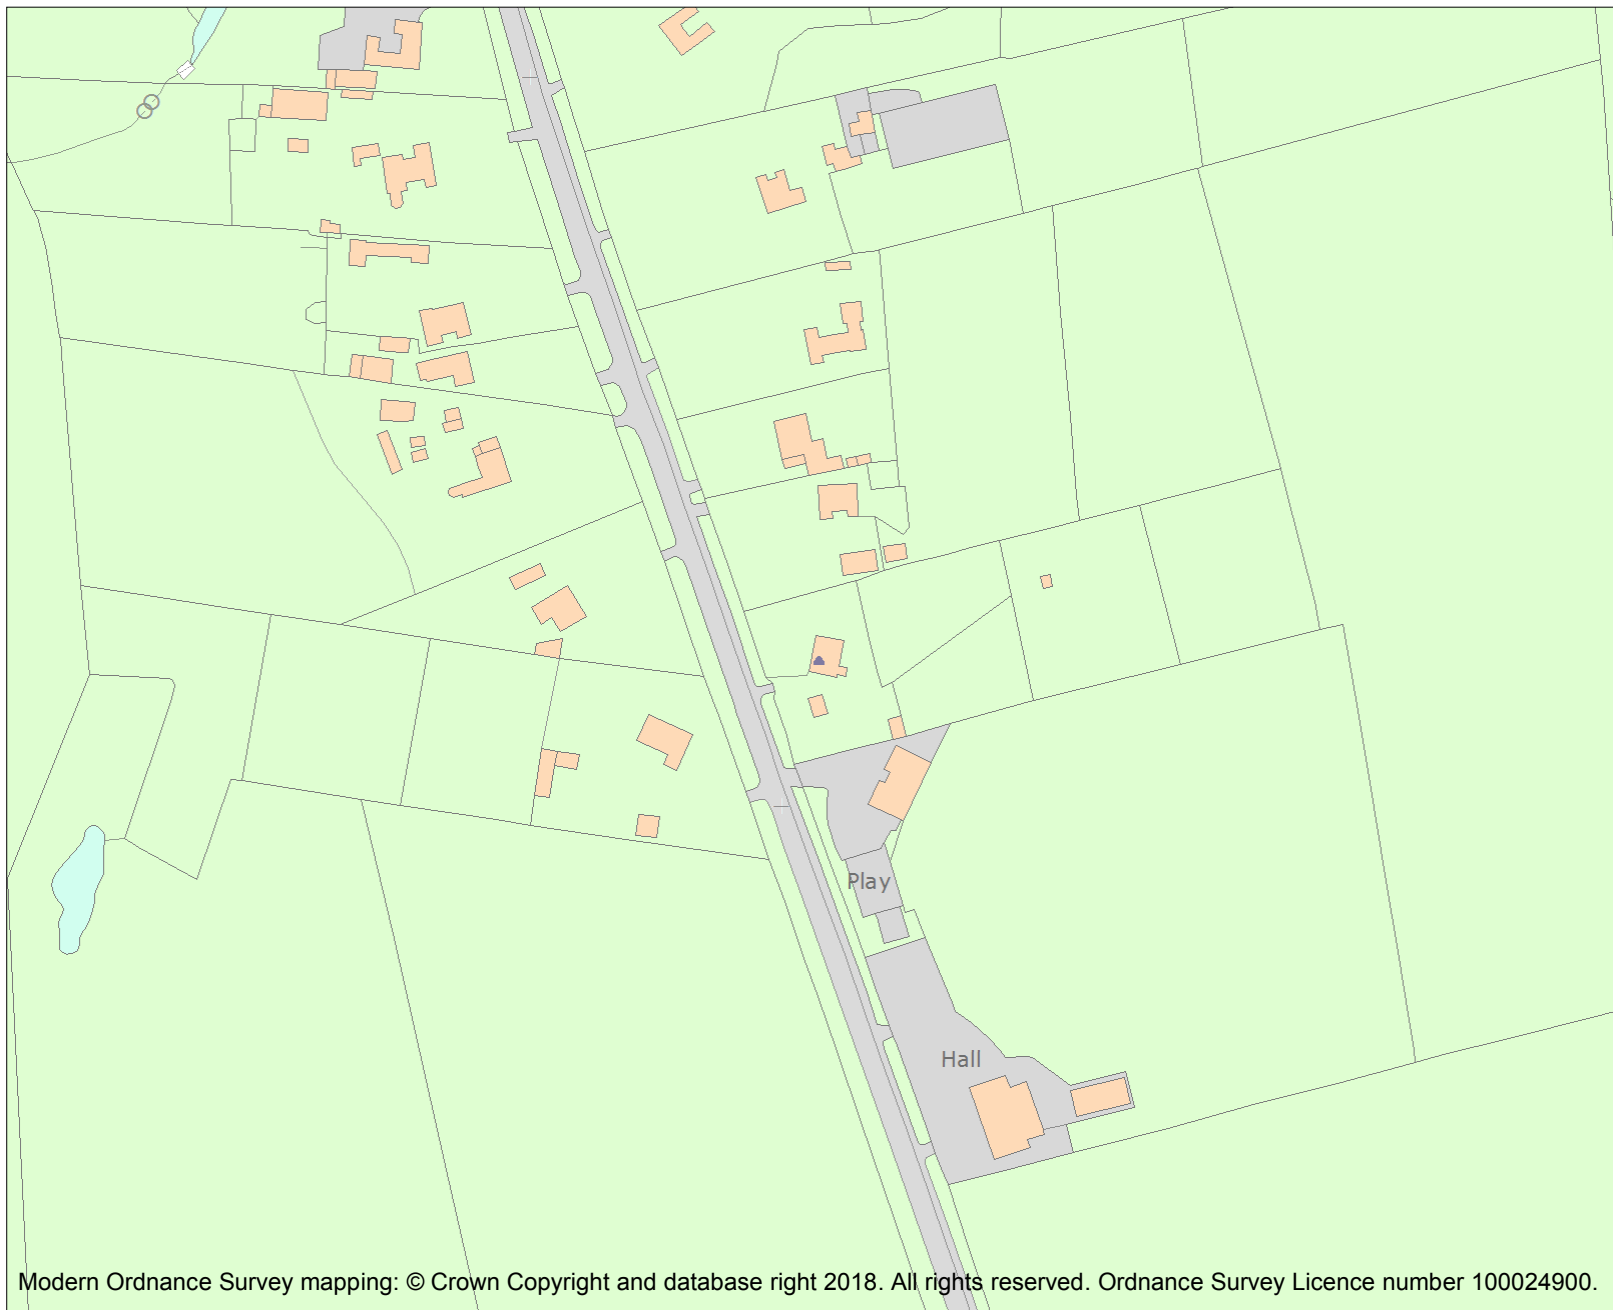 Play
Hall
Modern Ordnance Survey mapping: © Crown Copyright and database right 2018. All rights reserved. Ordnance Survey Licence number 100024900.